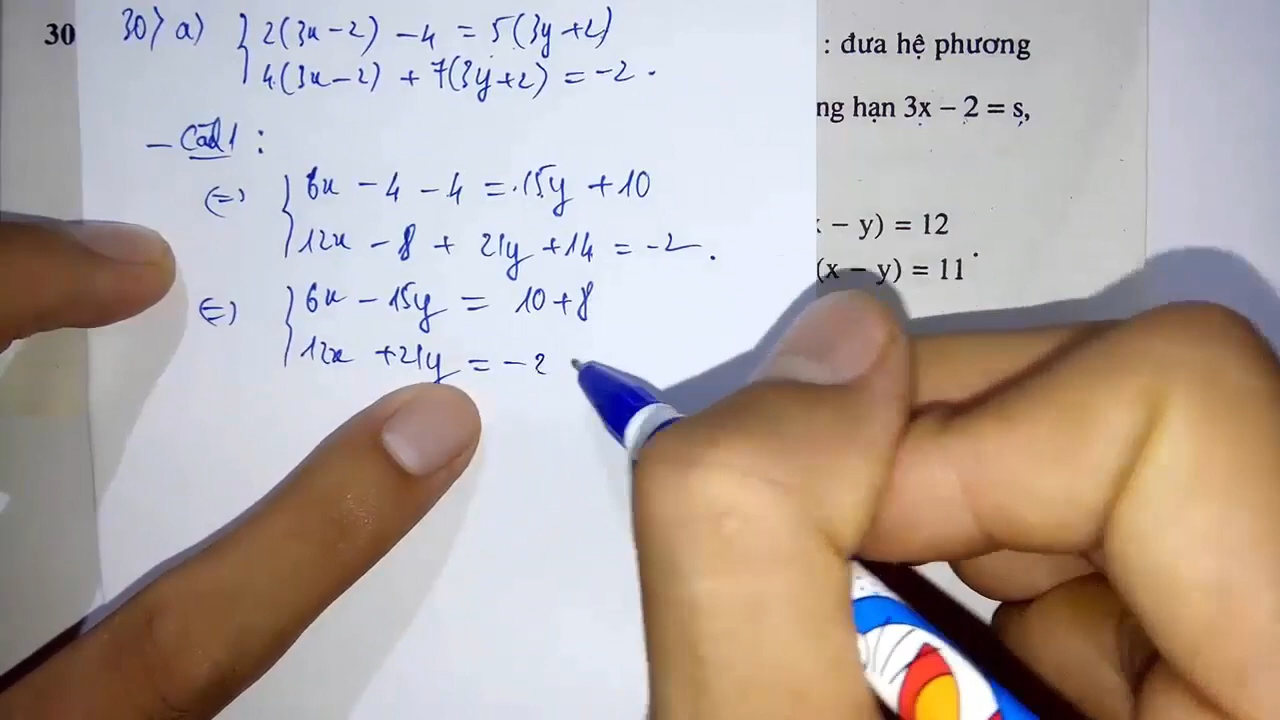 30
30) a) { 2(3x-2) - 4 = 5(3y+2)
4.(3x-2) + 7(3y+2) = -2.
- Cách 1 :
<=> { 6x - 4 - 4 = 15y + 10
12x - 8 + 21y + 14 = -2.
<=> { 6x - 15y = 10 + 8
12x + 21y = -2
: đưa hệ phương
ng hạn 3x – 2 = s,
– y) = 12
(x – y) = 11